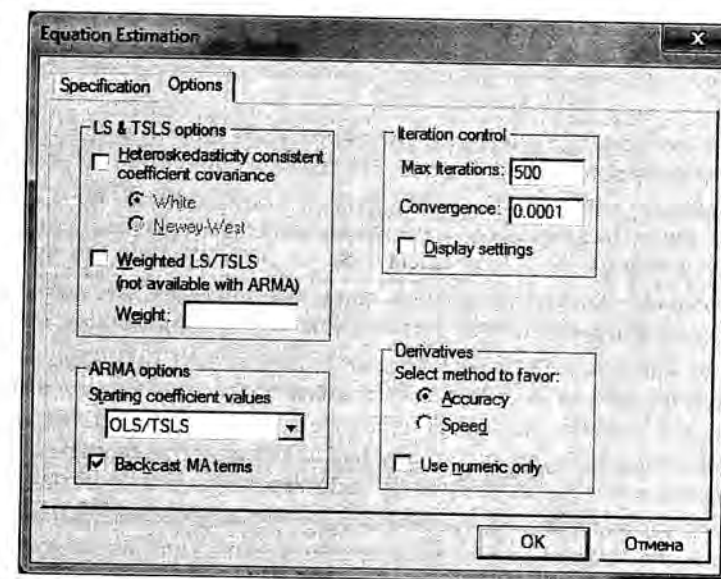 Equation Estimation
Specification
Options
LS & TSLS options
Heteroskedasticity consistent
coefficient covariance
White
Newey-West
Weighted LS/TSLS
(not available with ARMA)
Weight:
ARMA options
Starting coefficient values
OLS/TSLS
Backcast MA terms
Iteration control
Max Iterations: 500
Convergence: 0.0001
Display settings
Derivatives
Select method to favor:
Accuracy
Speed
Use numeric only
OK
Отмена